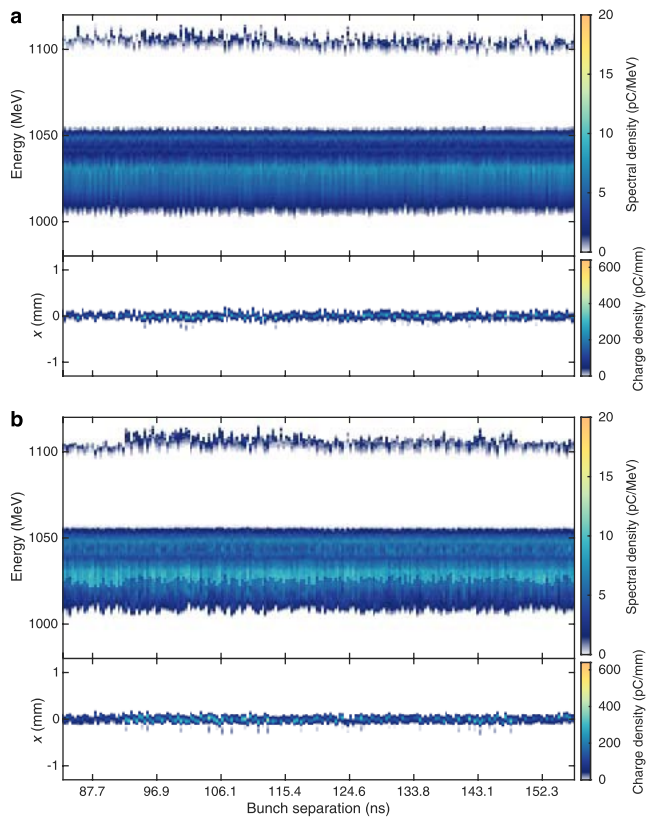 a
1100
1050
1000
Energy (MeV)
20
15
10
5
0
Spectral density (pC/MeV)
1
0
-1
x (mm)
600
400
200
0
Charge density (pC/mm)
b
1100
1050
1000
Energy (MeV)
20
15
10
5
0
Spectral density (pC/MeV)
1
0
-1
x (mm)
600
400
200
0
Charge density (pC/mm)
87.7 96.9 106.1 115.4 124.6 133.8 143.1 152.3
Bunch separation (ns)